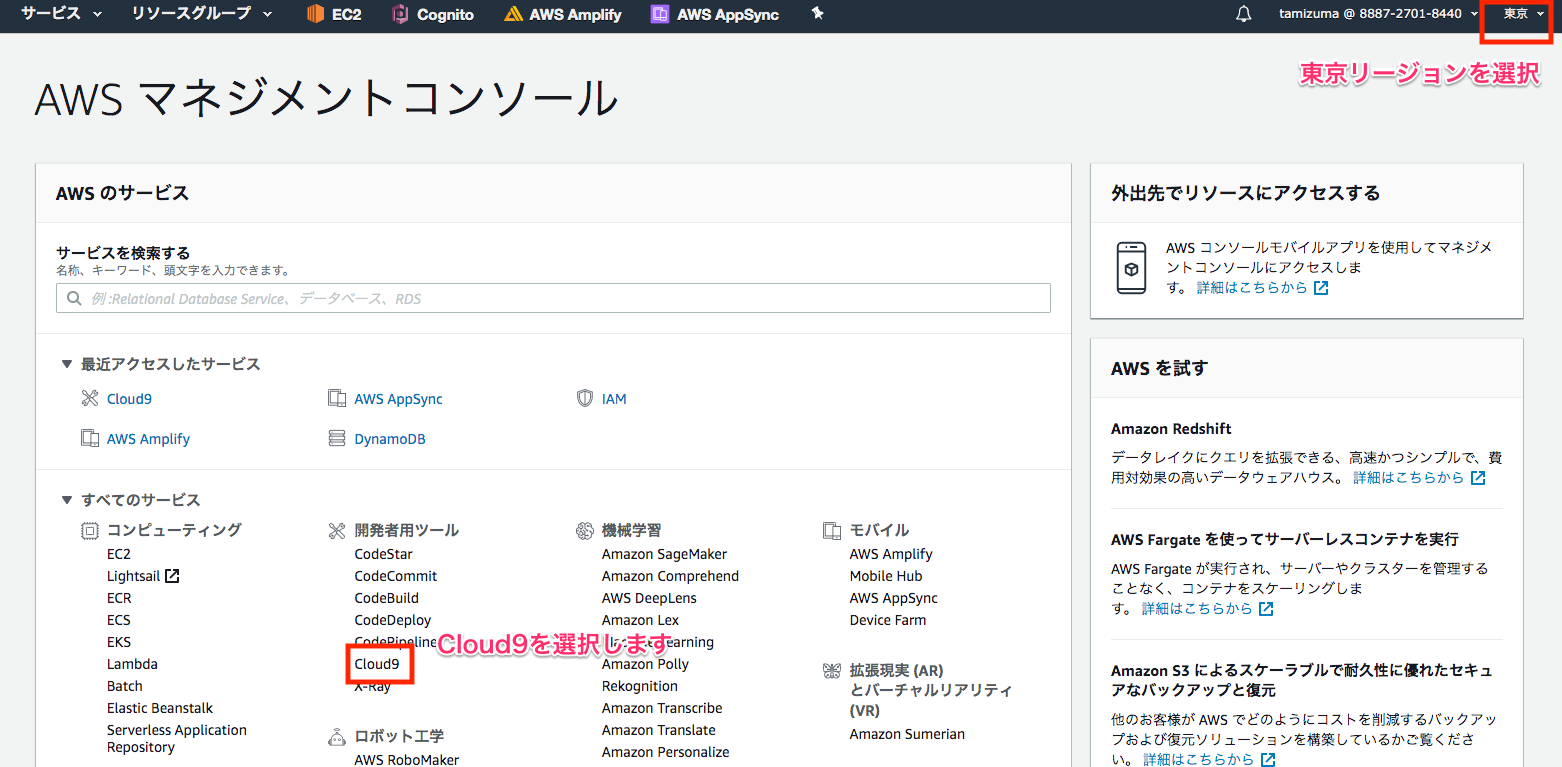 サービス リソースグループ EC2 Cognito AWS Amplify AWS AppSync tamizuma @ 8887-2701-8440 東京
東京リージョンを選択
AWS マネジメントコンソール
AWS のサービス
サービスを検索する
名称、キーワード、頭文字を入力できます。
例 :Relational Database Service、データベース、RDS
最近アクセスしたサービス
Cloud9 AWS AppSync IAM
AWS Amplify DynamoDB
すべてのサービス
コンピューティング
EC2
Lightsail
ECR
ECS
EKS
Lambda
Batch
Elastic Beanstalk
Serverless Application
Repository
開発者用ツール
CodeStar
CodeCommit
CodeBuild
CodeDeploy
CodePipeline
Cloud9を選択します
Cloud9
X-Ray
ロボット工学
AWS RoboMaker
機械学習
Amazon SageMaker
Amazon Comprehend
AWS DeepLens
Amazon Lex
Learning
Amazon Polly
Rekognition
Amazon Transcribe
Amazon Translate
Amazon Personalize
モバイル
AWS Amplify
Mobile Hub
AWS AppSync
Device Farm
拡張現実 (AR)
とバーチャルリアリティ
(VR)
Amazon Sumerian
外出先でリソースにアクセスする
AWS コンソールモバイルアプリを使用してマネジメ
ントコンソールにアクセスしま
す。 詳細はこちらから
AWS を試す
Amazon Redshift
データレイクにクエリを拡張できる、高速かつシンプルで、費
用対効果の高いデータウェアハウス。 詳細はこちらから
AWS Fargate を使ってサーバーレスコンテナを実行
AWS Fargate が実行され、サーバーやクラスターを管理する
ことなく、コンテナをスケーリングしま
す。 詳細はこちらから
Amazon S3 によるスケーラブルで耐久性に優れたセキュ
アなバックアップと復元
他のお客様が AWS でどのようにコストを削減するバックアッ
プおよび復元ソリューションを構築しているかご覧くださ
い。 詳細はこちらから